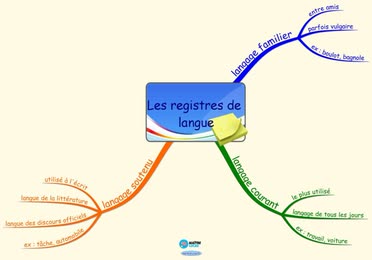 Les registres de
langue
langage familier
entre amis
parfois vulgaire
ex : boulot, bagnole
langage courant
le plus utilisé
langage de tous les jours
ex : travail, voiture
langage soutenu
utilisé à l'écrit
langue de la littérature
langue des discours officiels
ex : tâche, automobile